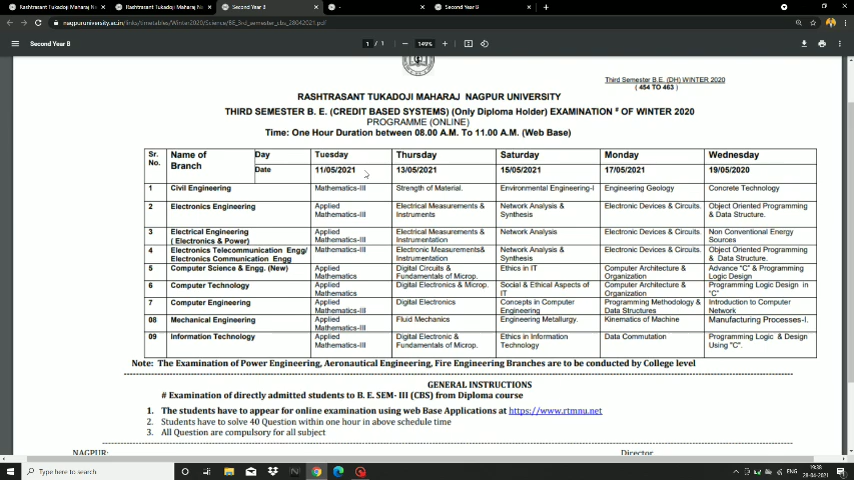 Rashtrasant Tukadoji Maharaj Na
Rashtrasant Tukadoji Maharaj N
Second Year B
Second Year B
nagpuruniversity.ac.in/links/timetables/Winter2020/Science/BE_3rd_semester_cbs_28042021.pdf
Second Year B
1 / 1
149%
Third Semester B.E. (DH) WINTER 2020
( 454 TO 463 )
RASHTRASANT TUKADOJI MAHARAJ NAGPUR UNIVERSITY
THIRD SEMESTER B. E. (CREDIT BASED SYSTEMS) (Only Diploma Holder) EXAMINATION # OF WINTER 2020
PROGRAMME (ONLINE)
Time: One Hour Duration between 08.00 A.M. To 11.00 A.M. (Web Base)
Sr. No. Name of Branch Day Tuesday Thursday Saturday Monday Wednesday
Date 11/05/2021 13/05/2021 15/05/2021 17/05/2021 19/05/2020
1 Civil Engineering Mathematics-III Strength of Material. Environmental Engineering-I Engineering Geology Concrete Technology
2 Electronics Engineering Applied Mathematics-III Electrical Measurements & Instruments Network Analysis & Synthesis Electronic Devices & Circuits. Object Oriented Programming & Data Structure.
3 Electrical Engineering ( Electronics & Power) Applied Mathematics-III Electrical Measurements & Instrumentation Network Analysis Electronic Devices & Circuits. Non Conventional Energy Sources
4 Electronics Telecommunication Engg/ Electronics Communication Engg Applied Mathematics-III Electronic Measurements& Instrumentation Network Analysis & Synthesis Electronic Devices & Circuits. Object Oriented Programming & Data Structure.
5 Computer Science & Engg. (New) Applied Mathematics Digital Circuits & Fundamentals of Microp. Ethics in IT Computer Architecture & Organization Advance "C" & Programming Logic Design
6 Computer Technology Applied Mathematics Digital Electronics & Microp. Social & Ethical Aspects of IT Computer Architecture & Organization Programming Logic Design in "C"
7 Computer Engineering Applied Mathematics-III Digital Electronics Concepts in Computer Engineering Programming Methodology & Data Structures Introduction to Computer Network
08 Mechanical Engineering Applied Mathematics-III Fluid Mechanics Engineering Metallurgy. Kinematics of Machine Manufacturing Processes-I.
09 Information Technology Applied Mathematics-III Digital Electronic & Fundamentals of Microp. Ethics in Information Technology Data Commutation Programming Logic & Design Using "C".
Note: The Examination of Power Engineering, Aeronautical Engineering, Fire Engineering Branches are to be conducted by College level
GENERAL INSTRUCTIONS
# Examination of directly admitted students to B. E. SEM- III (CBS) from Diploma course
1. The students have to appear for online examination using web Base Applications at https://www.rtmnu.net
2. Students have to solve 40 Question within one hour in above schedule time
3. All Question are compulsory for all subject
NAGPUR: Director
Type here to search
ENG
19:38
28-04-2021